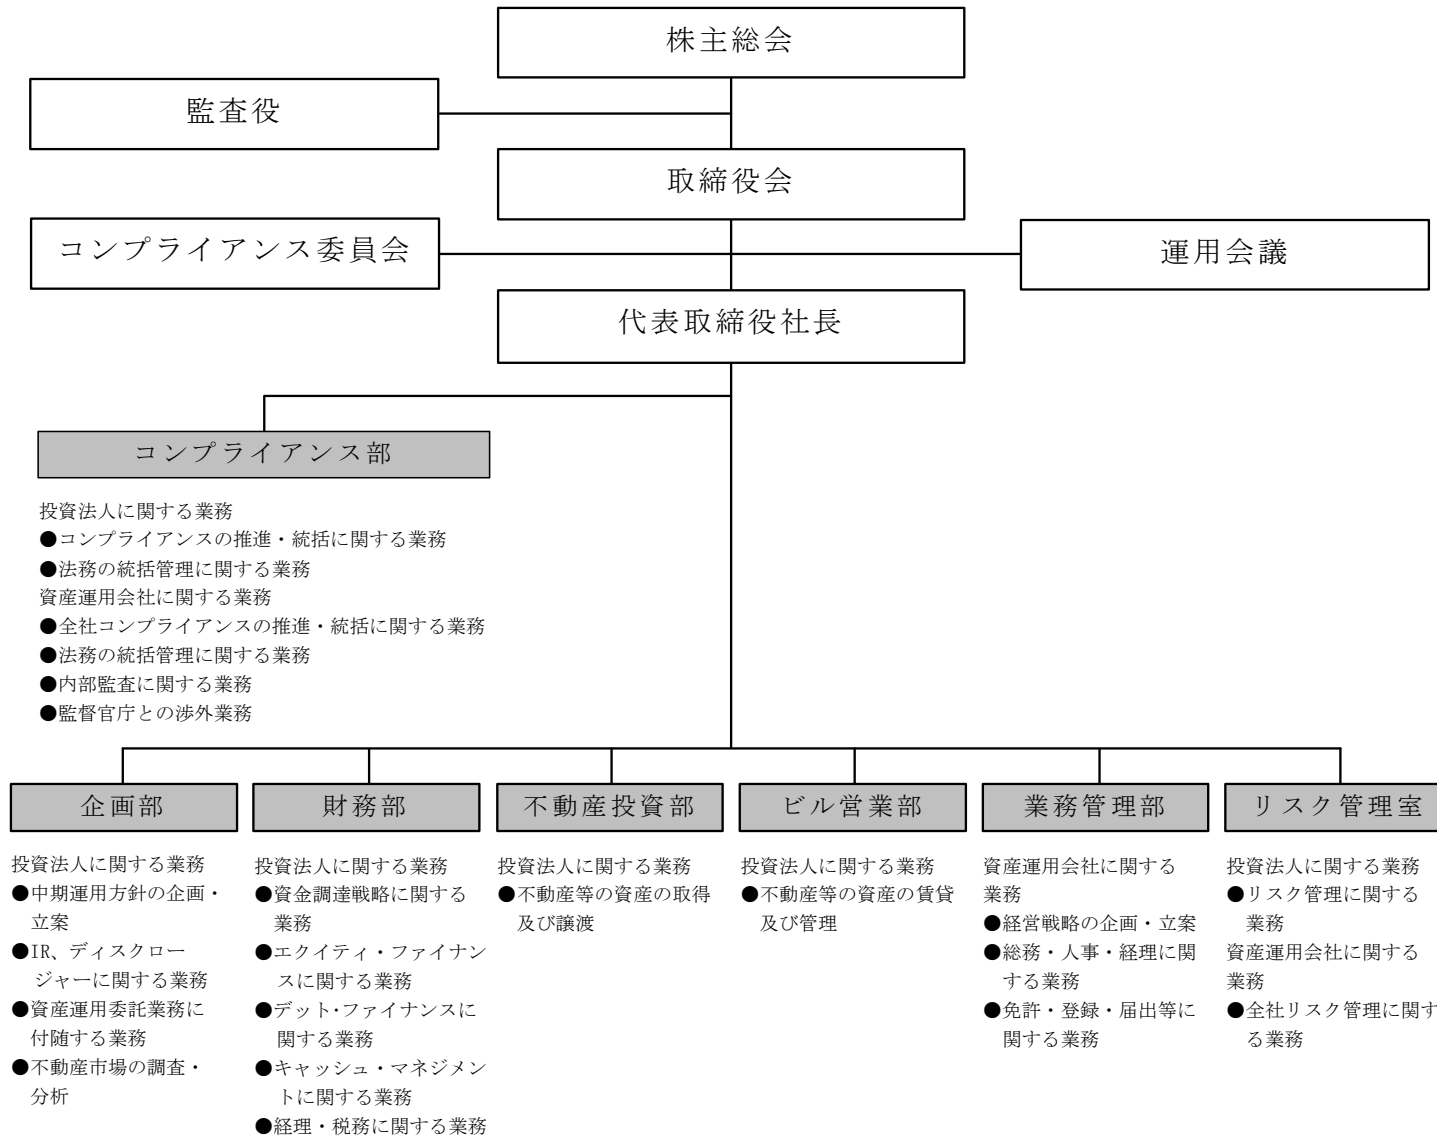 株主総会
監査役
取締役会
コンプライアンス委員会
運用会議
代表取締役社長
コンプライアンス部
投資法人に関する業務
●コンプライアンスの推進・統括に関する業務
●法務の統括管理に関する業務
資産運用会社に関する業務
●全社コンプライアンスの推進・統括に関する業務
●法務の統括管理に関する業務
●内部監査に関する業務
●監督官庁との渉外業務
企画部
投資法人に関する業務
●中期運用方針の企画・
立案
●IR、ディスクロー
ジャーに関する業務
●資産運用委託業務に
付随する業務
●不動産市場の調査・
分析
財務部
投資法人に関する業務
●資金調達戦略に関する
業務
●エクイティ・ファイナン
スに関する業務
●デット・ファイナンスに
関する業務
●キャッシュ・マネジメン
トに関する業務
●経理・税務に関する業務
不動産投資部
投資法人に関する業務
●不動産等の資産の取得
及び譲渡
ビル営業部
投資法人に関する業務
●不動産等の資産の賃貸
及び管理
業務管理部
資産運用会社に関する
業務
●経営戦略の企画・立案
●総務・人事・経理に関
する業務
●免許・登録・届出等に
関する業務
リスク管理室
投資法人に関する業務
●リスク管理に関する
業務
資産運用会社に関する
業務
●全社リスク管理に関す
る業務